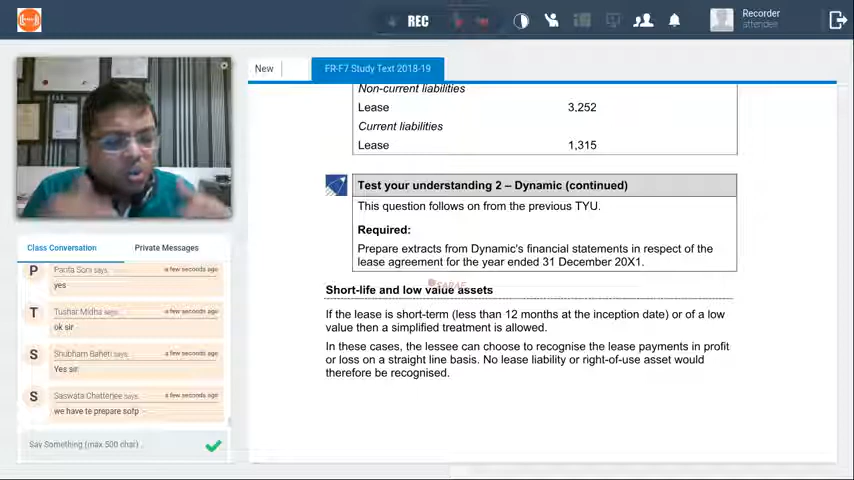 REC
Recorder
attendee
New
FR-F7 Study Text 2018-19
Non-current liabilities
Lease 3,252
Current liabilities
Lease 1,315
Test your understanding 2 – Dynamic (continued)
This question follows on from the previous TYU.
Required:
Prepare extracts from Dynamic's financial statements in respect of the
lease agreement for the year ended 31 December 20X1.
Short-life and low value assets
If the lease is short-term (less than 12 months at the inception date) or of a low
value then a simplified treatment is allowed.
In these cases, the lessee can choose to recognise the lease payments in profit
or loss on a straight line basis. No lease liability or right-of-use asset would
therefore be recognised.
Class Conversation
Private Messages
P
Soni says. a few seconds ago
yes
T
Tushar Midha says. a few seconds ago
ok sir
S
Shubham Baheti says. a few seconds ago
Yes sir
S
Saswata Chatterjee says. a few seconds ago
we have te prepare sofp
Say Something (max 500 char)